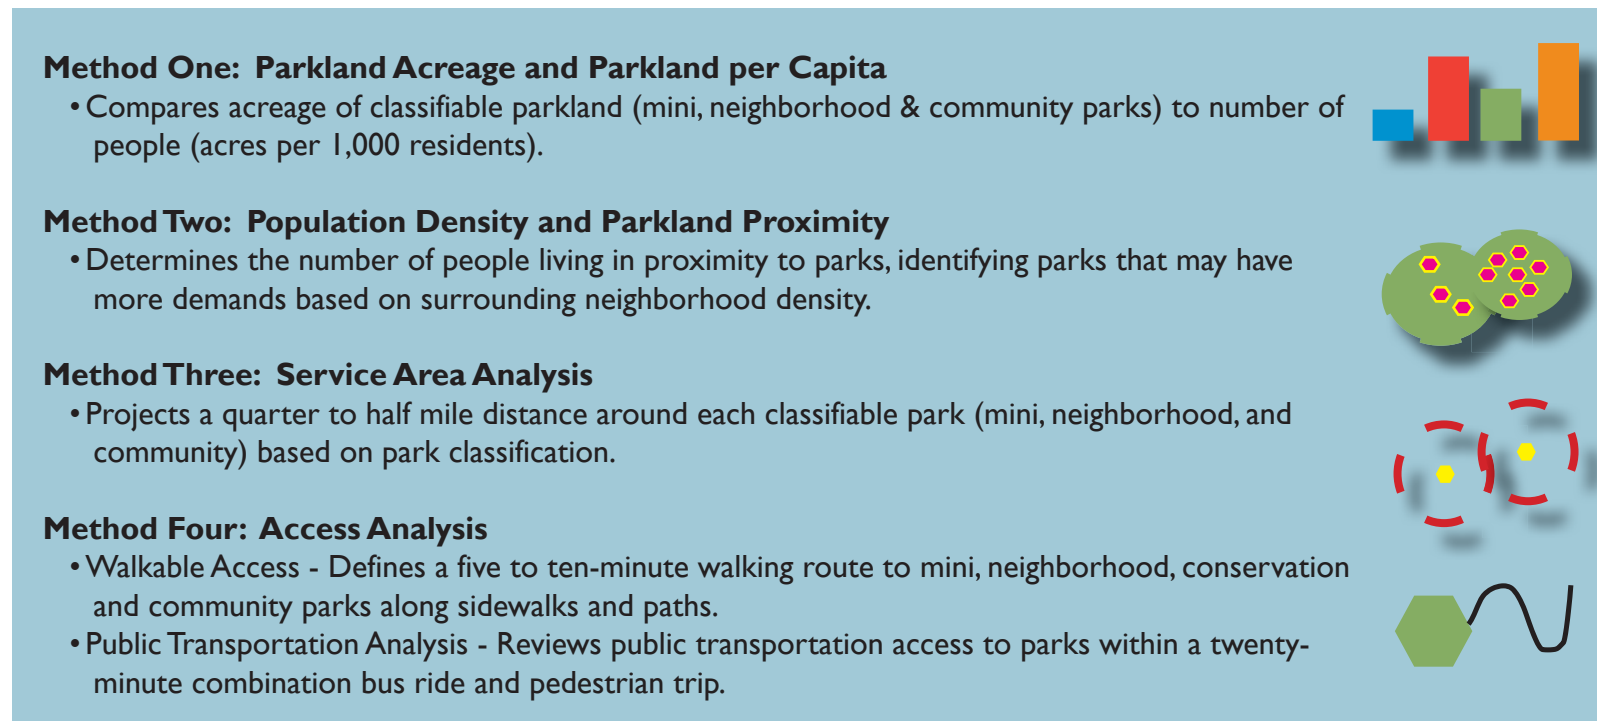 Method One: Parkland Acreage and Parkland per Capita
• Compares acreage of classifiable parkland (mini, neighborhood & community parks) to number of
people (acres per 1,000 residents).
Method Two: Population Density and Parkland Proximity
• Determines the number of people living in proximity to parks, identifying parks that may have
more demands based on surrounding neighborhood density.
Method Three: Service Area Analysis
• Projects a quarter to half mile distance around each classifiable park (mini, neighborhood, and
community) based on park classification.
Method Four: Access Analysis
• Walkable Access - Defines a five to ten-minute walking route to mini, neighborhood, conservation
and community parks along sidewalks and paths.
• Public Transportation Analysis - Reviews public transportation access to parks within a twenty-
minute combination bus ride and pedestrian trip.